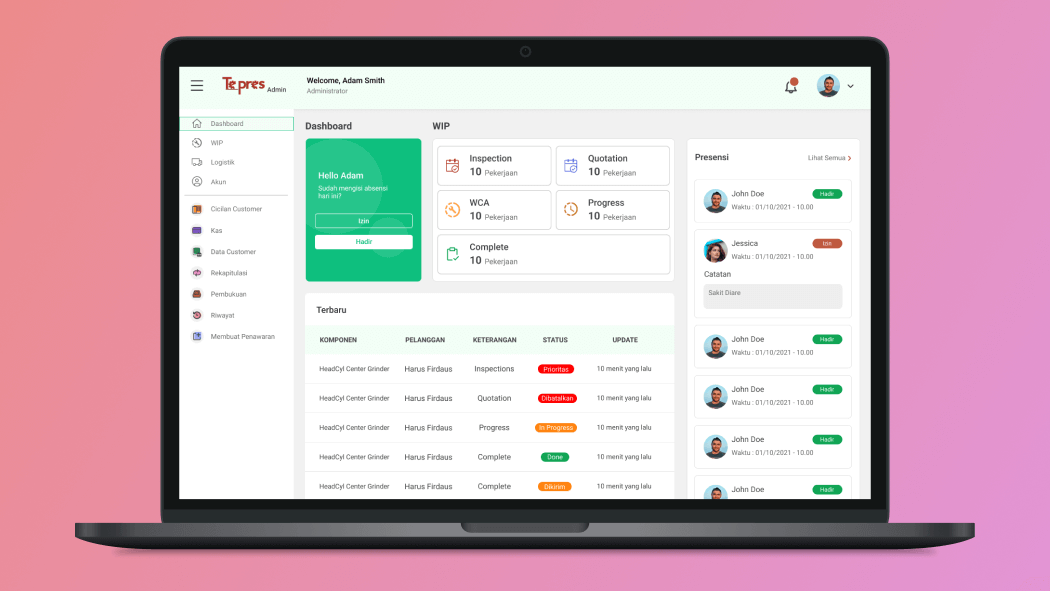 Tepres Admin
Welcome, Adam Smith
Administrator
Dashboard
WIP
Logistik
Akun
Cicilan Customer
Kas
Data Customer
Rekapitulasi
Pembukuan
Riwayat
Membuat Penawaran
Dashboard
Hello Adam
Sudah mengisi absensi
hari ini?
Izin
Hadir
WIP
Inspection
10 Pekerjaan
Quotation
10 Pekerjaan
WCA
10 Pekerjaan
Progress
10 Pekerjaan
Complete
10 Pekerjaan
Terbaru
KOMPONEN PELANGGAN KETERANGAN STATUS UPDATE
HeadCyl Center Grinder Harus Firdaus Inspections Prioritas 10 menit yang lalu
HeadCyl Center Grinder Harus Firdaus Quotation Dibatalkan 10 menit yang lalu
HeadCyl Center Grinder Harus Firdaus Progress In Progress 10 menit yang lalu
HeadCyl Center Grinder Harus Firdaus Complete Done 10 menit yang lalu
HeadCyl Center Grinder Harus Firdaus Complete Dikirim 10 menit yang lalu
Presensi Lihat Semua
John Doe Hadir
Waktu : 01/10/2021 - 10.00
Jessica Izin
Waktu : 01/10/2021 - 10.00
Catatan
Sakit Diare
John Doe Hadir
Waktu : 01/10/2021 - 10.00
John Doe Hadir
Waktu : 01/10/2021 - 10.00
John Doe Hadir
Waktu : 01/10/2021 - 10.00
John Doe Hadir